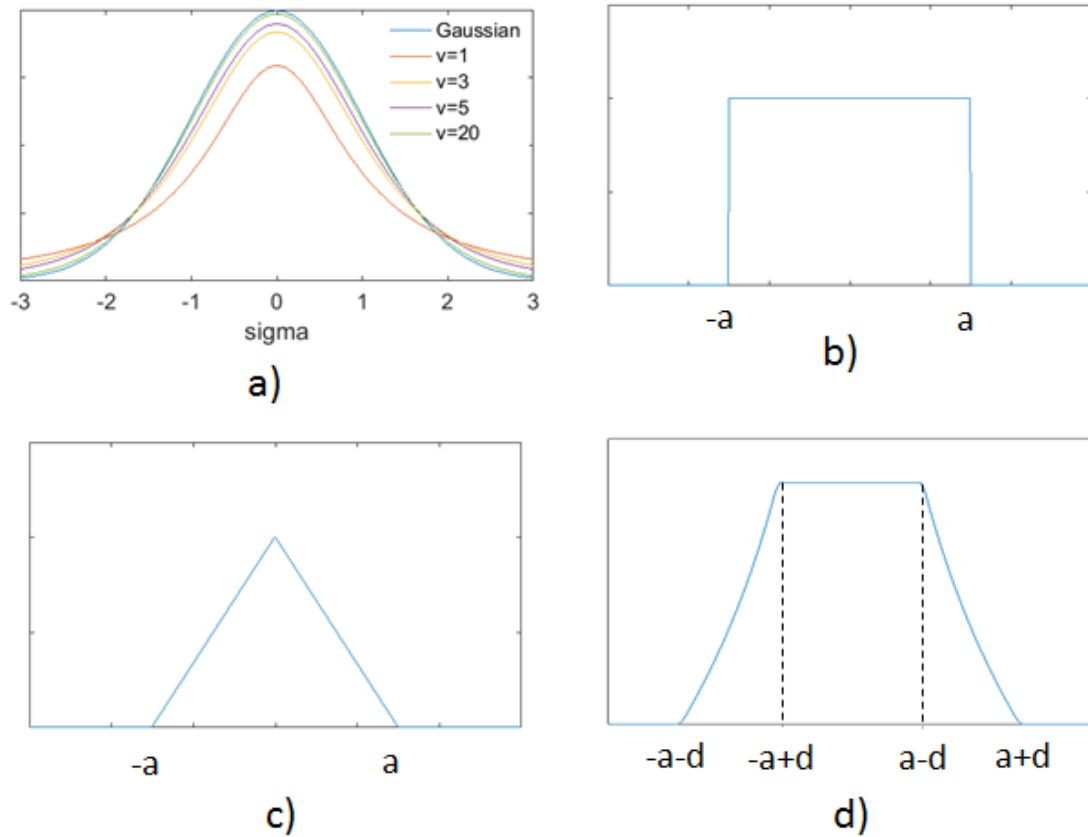 Gaussian
v=1
v=3
v=5
v=20
-3 -2 -1 0 1 2 3
sigma
a)
-a a
b)
-a a
c)
-a-d -a+d a-d a+d
d)